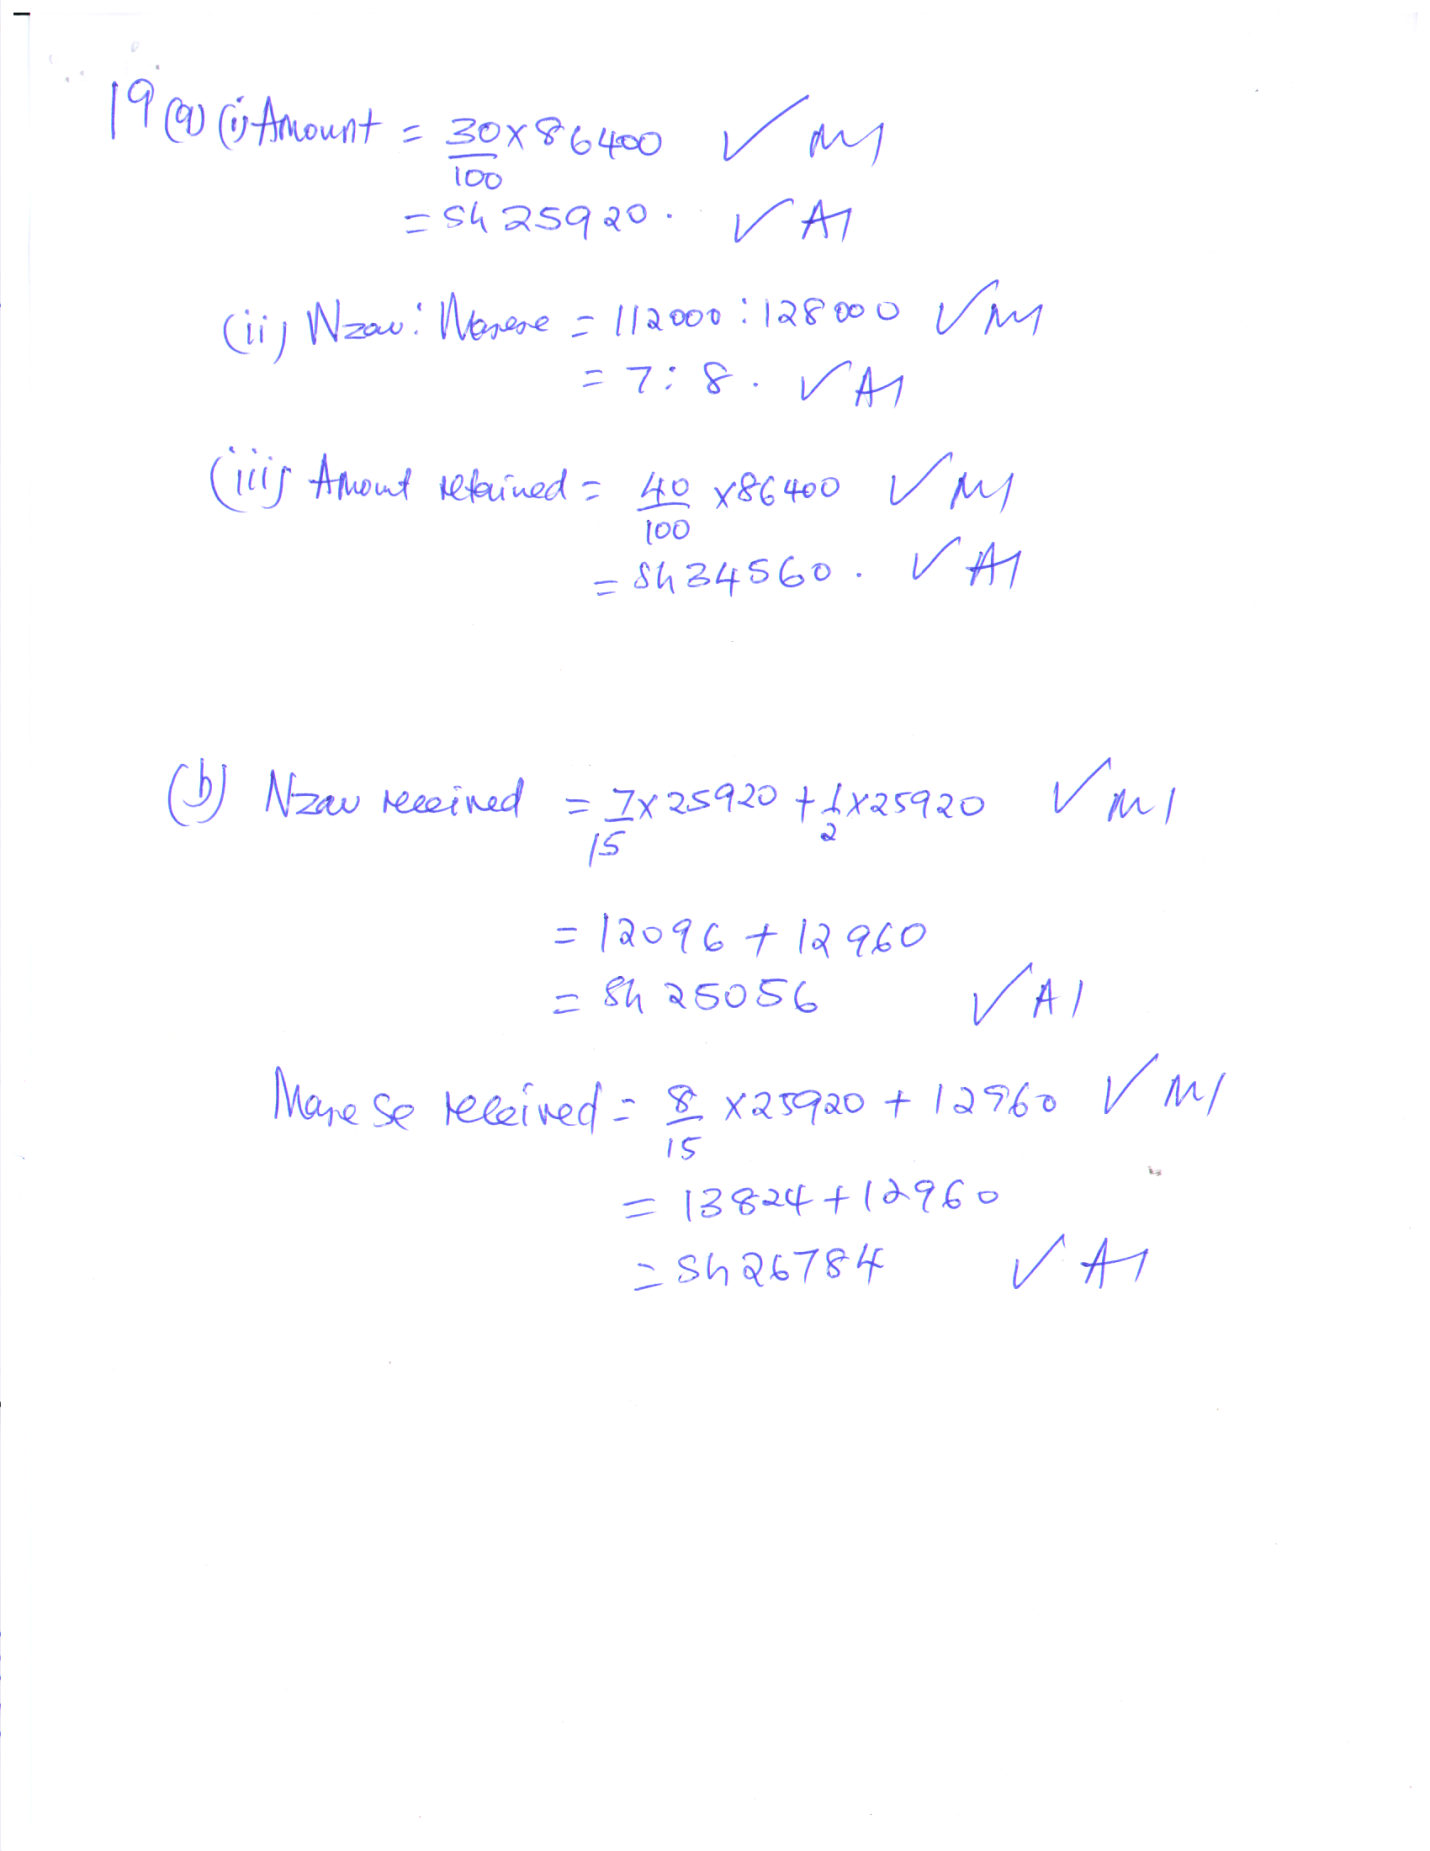 19 (a) (i) Amount = 30/100 x 86400 ✓ M1
= Sh 25920. ✓ A1
(ii) Nzau : Marese = 112000 : 128000 ✓ M1
= 7 : 8. ✓ A1
(iii) Amount retained = 40/100 x 86400 ✓ M1
= Sh 34560. ✓ A1
(b) Nzau received = 7/15 x 25920 + 1/2 x 25920 ✓ M1
= 12096 + 12960
= Sh 25056 ✓ A1
Marese received = 8/15 x 25920 + 12960 ✓ M1
= 13824 + 12960
= Sh 26784 ✓ A1